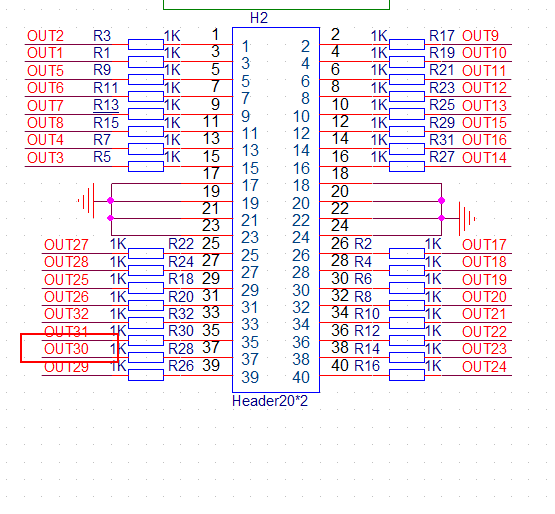 H2
OUT2 R3 1K 1 1 2 2 1K R17 OUT9
OUT1 R1 1K 3 3 4 4 1K R19 OUT10
OUT5 R9 1K 5 5 6 6 1K R21 OUT11
OUT6 R11 1K 7 7 8 8 1K R23 OUT12
OUT7 R13 1K 9 9 10 10 1K R25 OUT13
OUT8 R15 1K 11 11 12 12 1K R29 OUT15
OUT4 R7 1K 13 13 14 14 1K R31 OUT16
OUT3 R5 1K 15 15 16 16 1K R27 OUT14
17 17 18 18
19 19 20 20
21 21 22 22
23 23 24 24
OUT27 1K R22 25 25 26 26 R2 1K OUT17
OUT28 1K R24 27 27 28 28 R4 1K OUT18
OUT25 1K R18 29 29 30 30 R6 1K OUT19
OUT26 1K R20 31 31 32 32 R8 1K OUT20
OUT32 1K R32 33 33 34 34 R10 1K OUT21
OUT31 1K R30 35 35 36 36 R12 1K OUT22
OUT30 1K R28 37 37 38 38 R14 1K OUT23
OUT29 1K R26 39 39 40 40 R16 1K OUT24
Header20*2